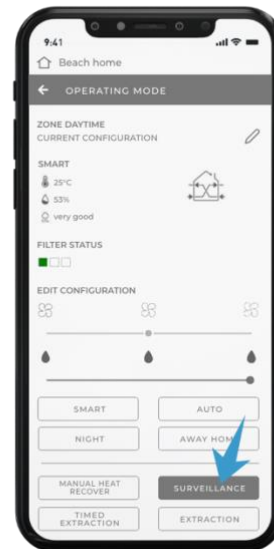 9:41
Beach home
OPERATING MODE
ZONE DAYTIME
CURRENT CONFIGURATION
SMART
25°C
53%
very good
FILTER STATUS
EDIT CONFIGURATION
SMART
AUTO
NIGHT
AWAY HOME
MANUAL HEAT
RECOVER
SURVEILLANCE
TIMED
EXTRACTION
EXTRACTION